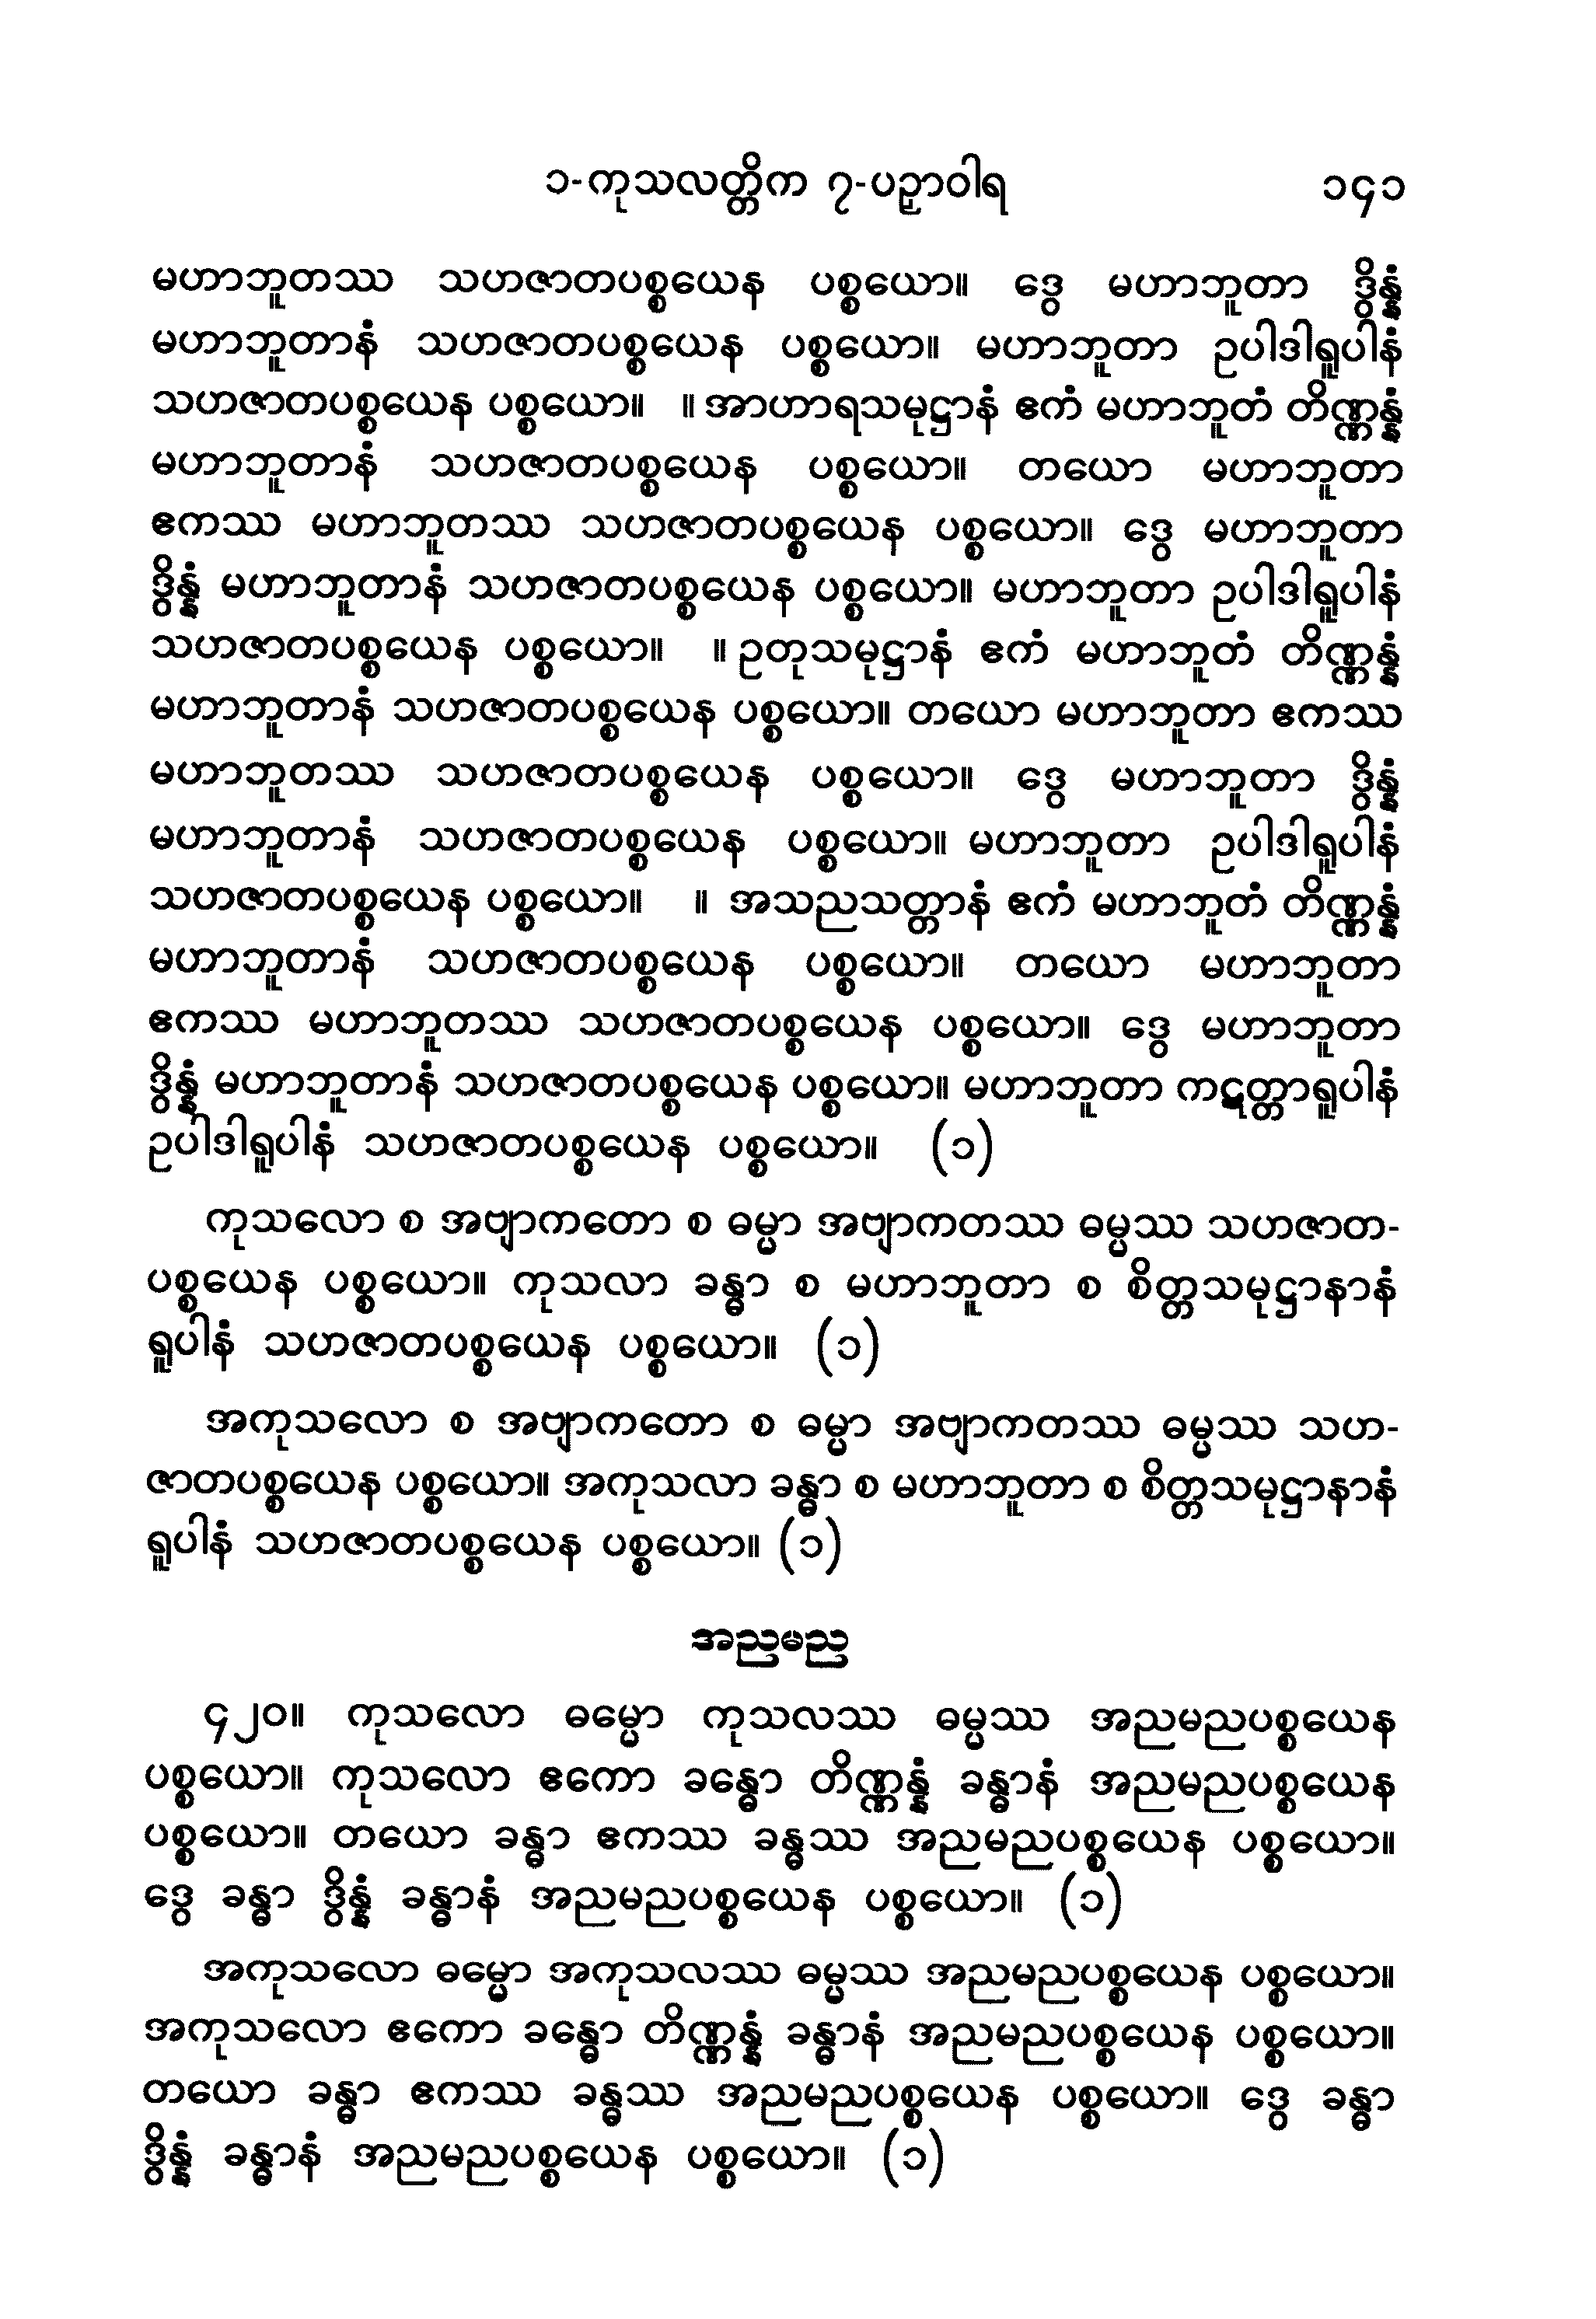 ၁-ကုသလတ္တိက ၇-ပဉှာဝါရ ၁၄၁
မဟာဘူတဿ သဟဇာတပစ္စယေန ပစ္စယော။ ဒွေ မဟာဘူတာ ဒွိန္နံ
မဟာဘူတာနံ သဟဇာတပစ္စယေန ပစ္စယော။ မဟာဘူတာ ဥပါဒါရူပါနံ
သဟဇာတပစ္စယေန ပစ္စယော။ ။ အာဟာရသမုဋ္ဌာနံ ဧကံ မဟာဘူတံ တိဏ္ဏန္နံ
မဟာဘူတာနံ သဟဇာတပစ္စယေန ပစ္စယော။ တယော မဟာဘူတာ
ဧကဿ မဟာဘူတဿ သဟဇာတပစ္စယေန ပစ္စယော။ ဒွေ မဟာဘူတာ
ဒွိန္နံ မဟာဘူတာနံ သဟဇာတပစ္စယေန ပစ္စယော။ မဟာဘူတာ ဥပါဒါရူပါနံ
သဟဇာတပစ္စယေန ပစ္စယော။ ။ ဥတုသမုဋ္ဌာနံ ဧကံ မဟာဘူတံ တိဏ္ဏန္နံ
မဟာဘူတာနံ သဟဇာတပစ္စယေန ပစ္စယော။ တယော မဟာဘူတာ ဧကဿ
မဟာဘူတဿ သဟဇာတပစ္စယေန ပစ္စယော။ ဒွေ မဟာဘူတာ ဒွိန္နံ
မဟာဘူတာနံ သဟဇာတပစ္စယေန ပစ္စယော။ မဟာဘူတာ ဥပါဒါရူပါနံ
သဟဇာတပစ္စယေန ပစ္စယော။ ။ အသညသတ္တာနံ ဧကံ မဟာဘူတံ တိဏ္ဏန္နံ
မဟာဘူတာနံ သဟဇာတပစ္စယေန ပစ္စယော။ တယော မဟာဘူတာ
ဧကဿ မဟာဘူတဿ သဟဇာတပစ္စယေန ပစ္စယော။ ဒွေ မဟာဘူတာ
ဒွိန္နံ မဟာဘူတာနံ သဟဇာတပစ္စယေန ပစ္စယော။ မဟာဘူတာ ကဋတ္တာရူပါနံ
ဥပါဒါရူပါနံ သဟဇာတပစ္စယေန ပစ္စယော။ (၁)
ကုသလော စ အဗျာကတော စ ဓမ္မာ အဗျာကတဿ ဓမ္မဿ သဟဇာတ-
ပစ္စယေန ပစ္စယော။ ကုသလာ ခန္ဓာ စ မဟာဘူတာ စ စိတ္တသမုဋ္ဌာနာနံ
ရူပါနံ သဟဇာတပစ္စယေန ပစ္စယော။ (၁)
အကုသလော စ အဗျာကတော စ ဓမ္မာ အဗျာကတဿ ဓမ္မဿ သဟ-
ဇာတပစ္စယေန ပစ္စယော။ အကုသလာ ခန္ဓာ စ မဟာဘူတာ စ စိတ္တသမုဋ္ဌာနာနံ
ရူပါနံ သဟဇာတပစ္စယေန ပစ္စယော။ (၁)
အညမည
၄၂၀။ ကုသလော ဓမ္မော ကုသလဿ ဓမ္မဿ အညမညပစ္စယေန
ပစ္စယော။ ကုသလော ဧကော ခန္ဓော တိဏ္ဏန္နံ ခန္ဓာနံ အညမညပစ္စယေန
ပစ္စယော။ တယော ခန္ဓာ ဧကဿ ခန္ဓဿ အညမညပစ္စယေန ပစ္စယော။
ဒွေ ခန္ဓာ ဒွိန္နံ ခန္ဓာနံ အညမညပစ္စယေန ပစ္စယော။ (၁)
အကုသလော ဓမ္မော အကုသလဿ ဓမ္မဿ အညမညပစ္စယေန ပစ္စယော။
အကုသလော ဧကော ခန္ဓော တိဏ္ဏန္နံ ခန္ဓာနံ အညမညပစ္စယေန ပစ္စယော။
တယော ခန္ဓာ ဧကဿ ခန္ဓဿ အညမညပစ္စယေန ပစ္စယော။ ဒွေ ခန္ဓာ
ဒွိန္နံ ခန္ဓာနံ အညမညပစ္စယေန ပစ္စယော။ (၁)